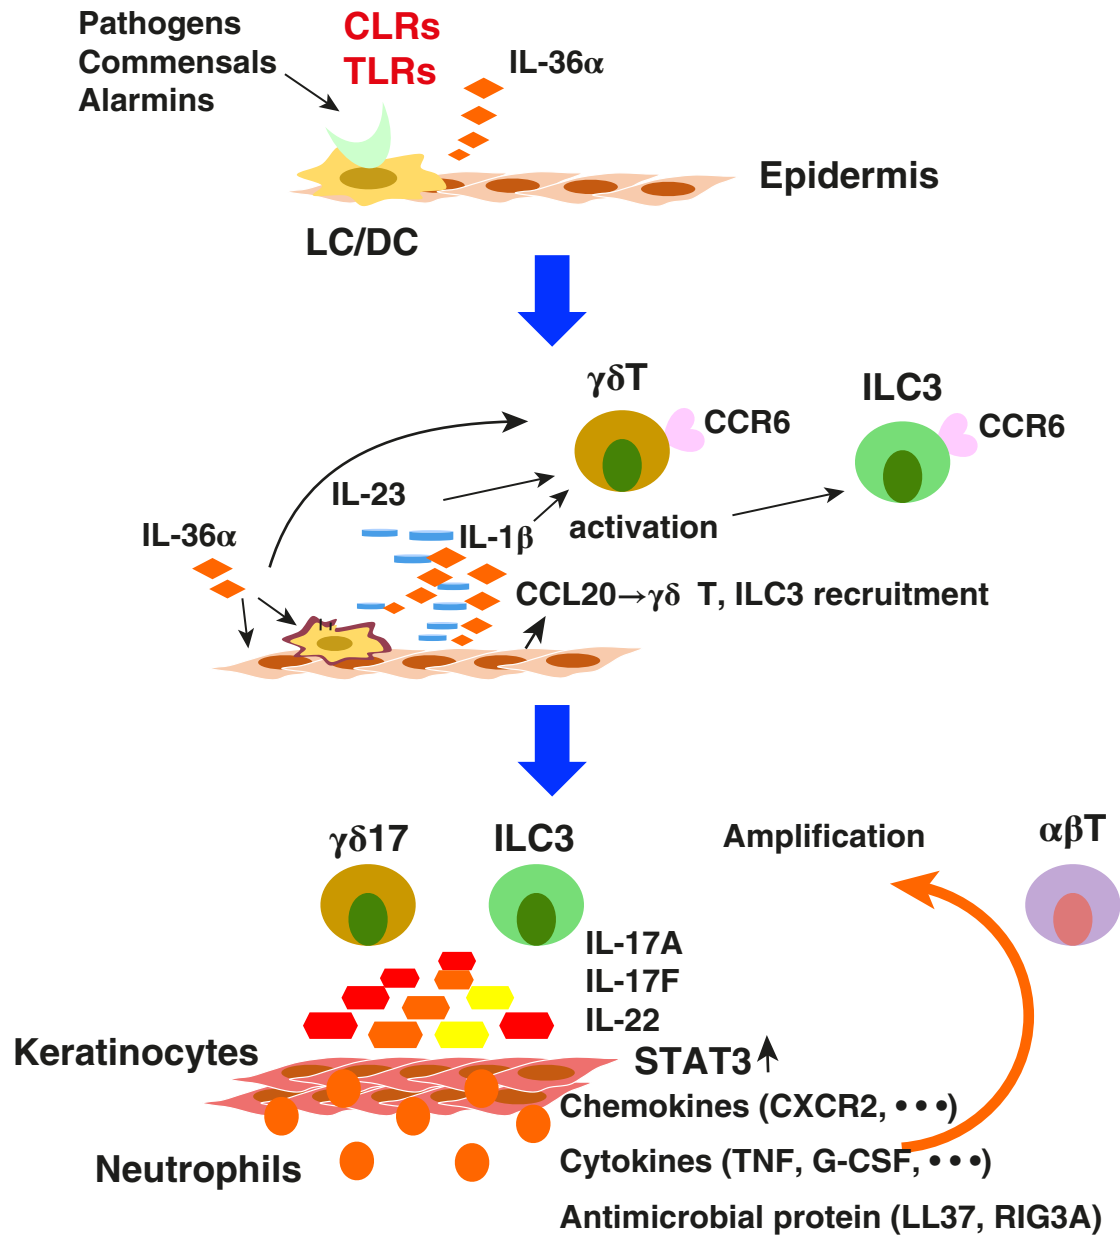 Pathogens
Commensals
Alarmins
CLRs
TLRs
IL-36α
Epidermis
LC/DC
γδT
ILC3
CCR6
CCR6
IL-23
IL-36α
IL-1β
activation
CCL20→γδ T, ILC3 recruitment
γδ17
ILC3
Amplification
αβT
IL-17A
IL-17F
IL-22
Keratinocytes
STAT3
Chemokines (CXCR2, •••)
Cytokines (TNF, G-CSF, •••)
Neutrophils
Antimicrobial protein (LL37, RIG3A)